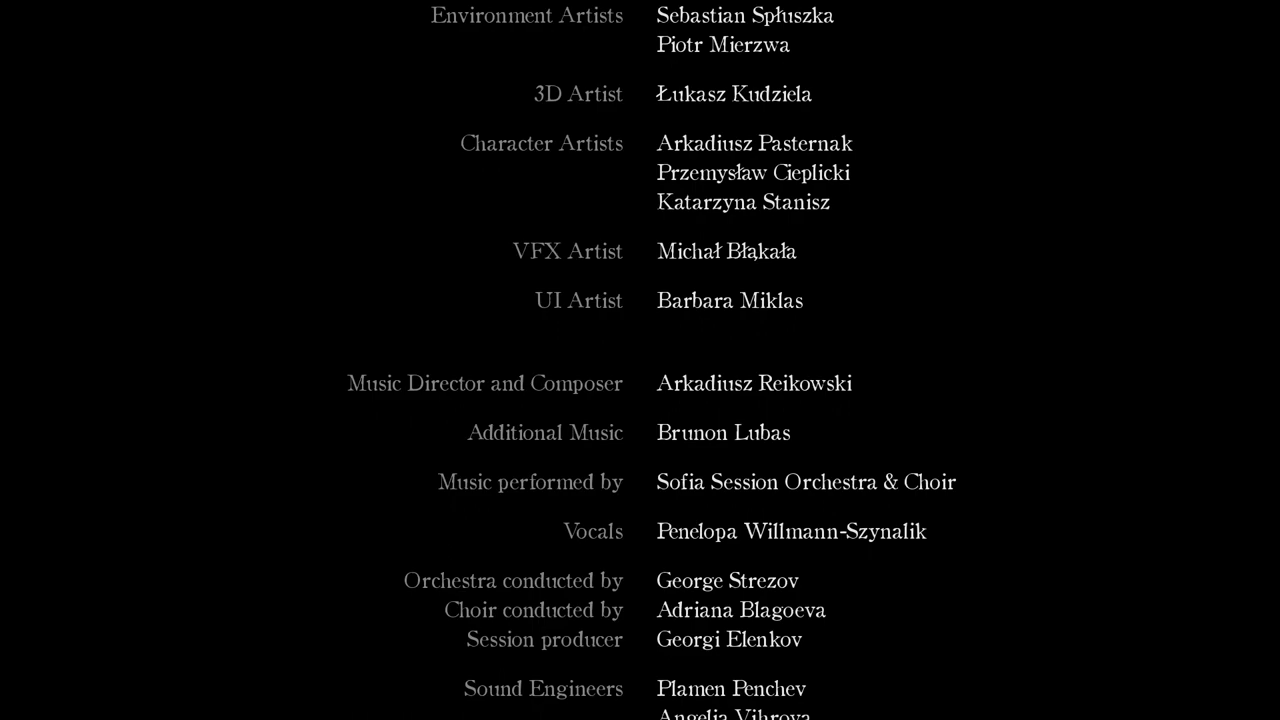 Environment Artists Sebastian Spłuszka
Piotr Mierzwa
3D Artist Łukasz Kudziela
Character Artists Arkadiusz Pasternak
Przemysław Cieplicki
Katarzyna Stanisz
VFX Artist Michał Błąkała
UI Artist Barbara Miklas
Music Director and Composer Arkadiusz Reikowski
Additional Music Brunon Lubas
Music performed by Sofia Session Orchestra & Choir
Vocals Penelopa Willmann-Szynalik
Orchestra conducted by George Strezov
Choir conducted by Adriana Blagoeva
Session producer Georgi Elenkov
Sound Engineers Plamen Penchev
Angelia Vihrova